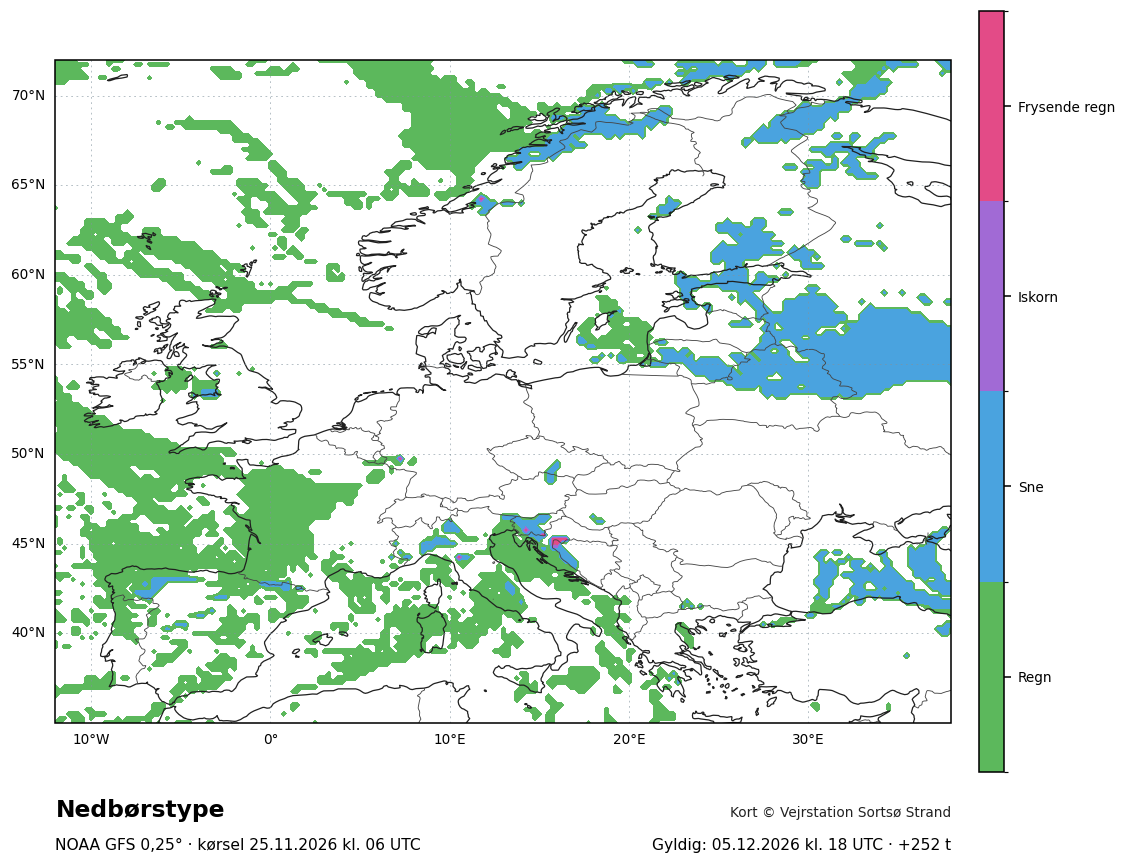 Frysende regn
Iskorn
Sne
Regn
70°N
65°N
60°N
55°N
50°N
45°N
40°N
10°W
0°
10°E
20°E
30°E
Nedbørstype
Kort © Vejrstation Sortsø Strand
NOAA GFS 0,25° · kørsel 25.11.2026 kl. 06 UTC
Gyldig: 05.12.2026 kl. 18 UTC · +252 t